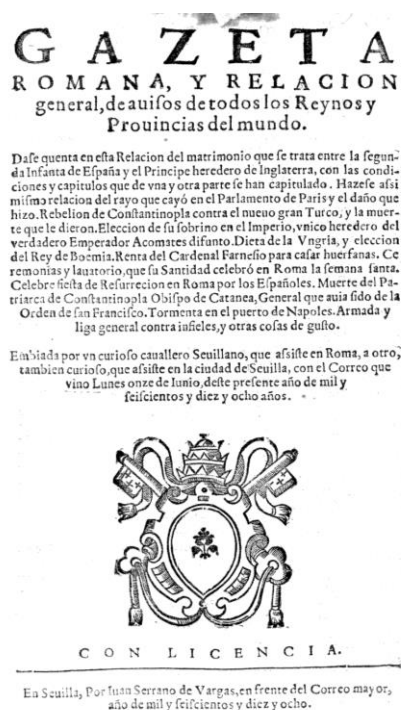 GAZETA
ROMANA, Y RELACION
general, de auiſos de todos los Reynos y
Prouincias del mundo.
Daſe quenta en eſta Relacion del matrimonio que ſe trata entre la ſegun-
da Infanta de Eſpaña y el Principe heredero de Inglaterra, con las condi-
ciones y capitulos que de vna y otra parte ſe han capitulado. Hazeſe aſsi
miſmo relacion del rayo que cayó en el Parlamento de Paris y el daño que
hizo. Rebelion de Conſtantinopla contra el nueuo gran Turco, y la muer-
te que le dieron. Eleccion de ſu ſobrino en el Imperio, vnico heredero del
verdadero Emperador Acomates difunto. Dieta de la Vngria, y eleccion
del Rey de Boemia. Renta del Cardenal Farneſio para caſar huerfanas. Ce
remonias y lauatorio, que ſu Santidad celebró en Roma la ſemana ſanta.
Celebre fieſta de Reſurrecion en Roma por los Eſpañoles. Muerte del Pa-
triarca de Conſtantinopla Obiſpo de Catanea, General que auia ſido de la
Orden de ſan Franciſco. Tormenta en el puerto de Napoles. Armada y
liga general contra infieles, y otras coſas de guſto.
Embiada por vn curioſo cauallero Seuillano, que aſsiſte en Roma, a otro,
tambien curioſo, que aſsiſte en la ciudad de Seuilla, con el Correo que
vino Lunes onze de Iunio, deſte preſente año de mil y
ſeiſcientos y diez y ocho años.
CON LICENCIA.
En Seuilla, Por Iuan Serrano de Vargas, en frente del Correo mayor,
año de mil y ſeiſcientos y diez y ocho.